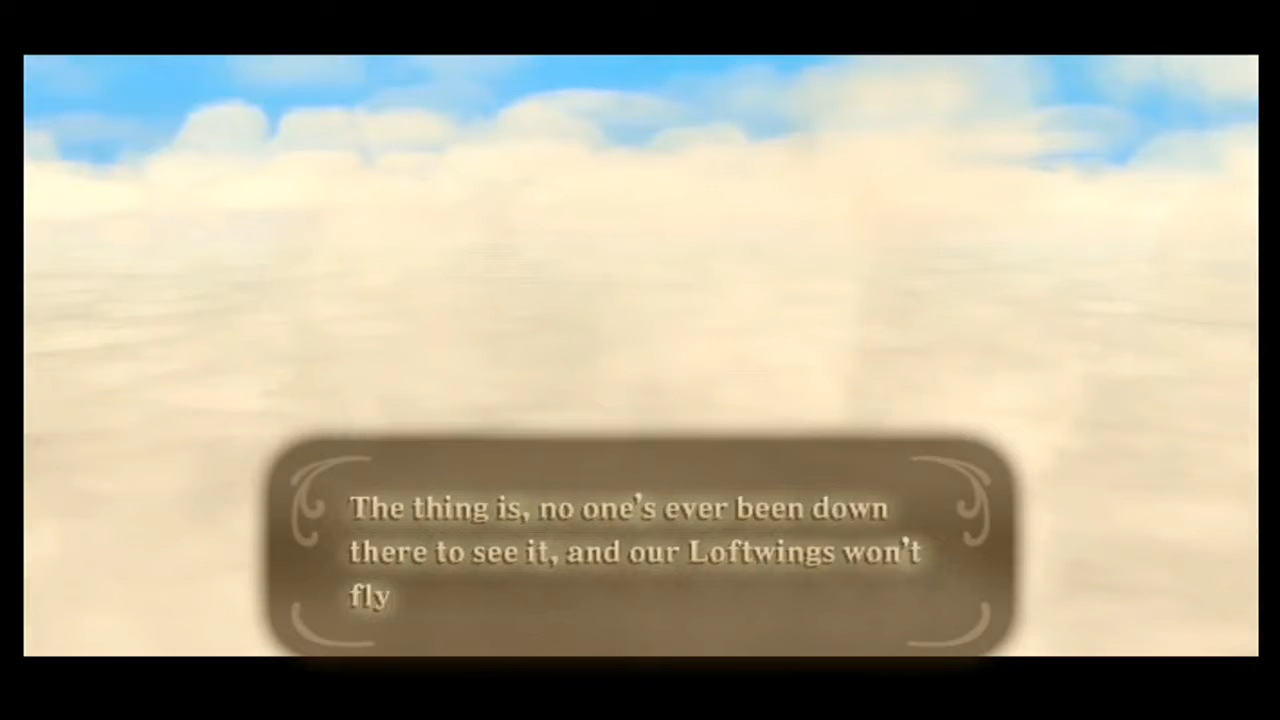 The thing is, no one's ever been down
there to see it, and our Loftwings won't
fly